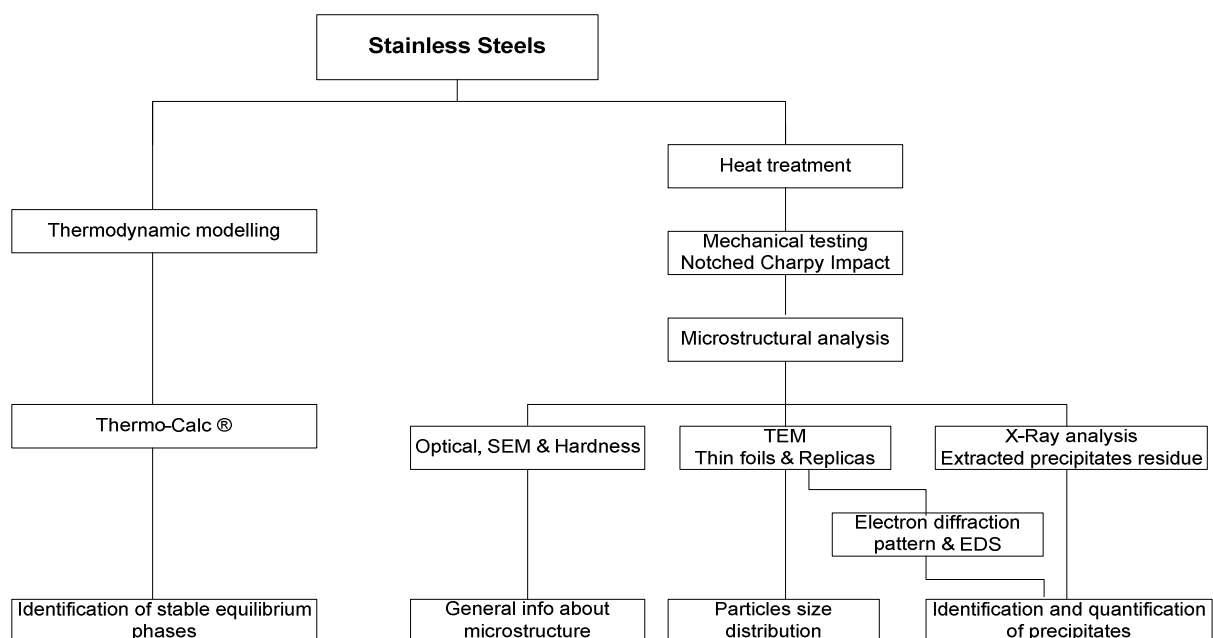 Stainless Steels
Heat treatment
Thermodynamic modelling
Mechanical testing
Notched Charpy Impact
Microstructural analysis
Thermo-Calc ®
Optical, SEM & Hardness
TEM
Thin foils & Replicas
X-Ray analysis
Extracted precipitates residue
Electron diffraction
pattern & EDS
Identification of stable equilibrium
phases
General info about
microstructure
Particles size
distribution
Identification and quantification
of precipitates